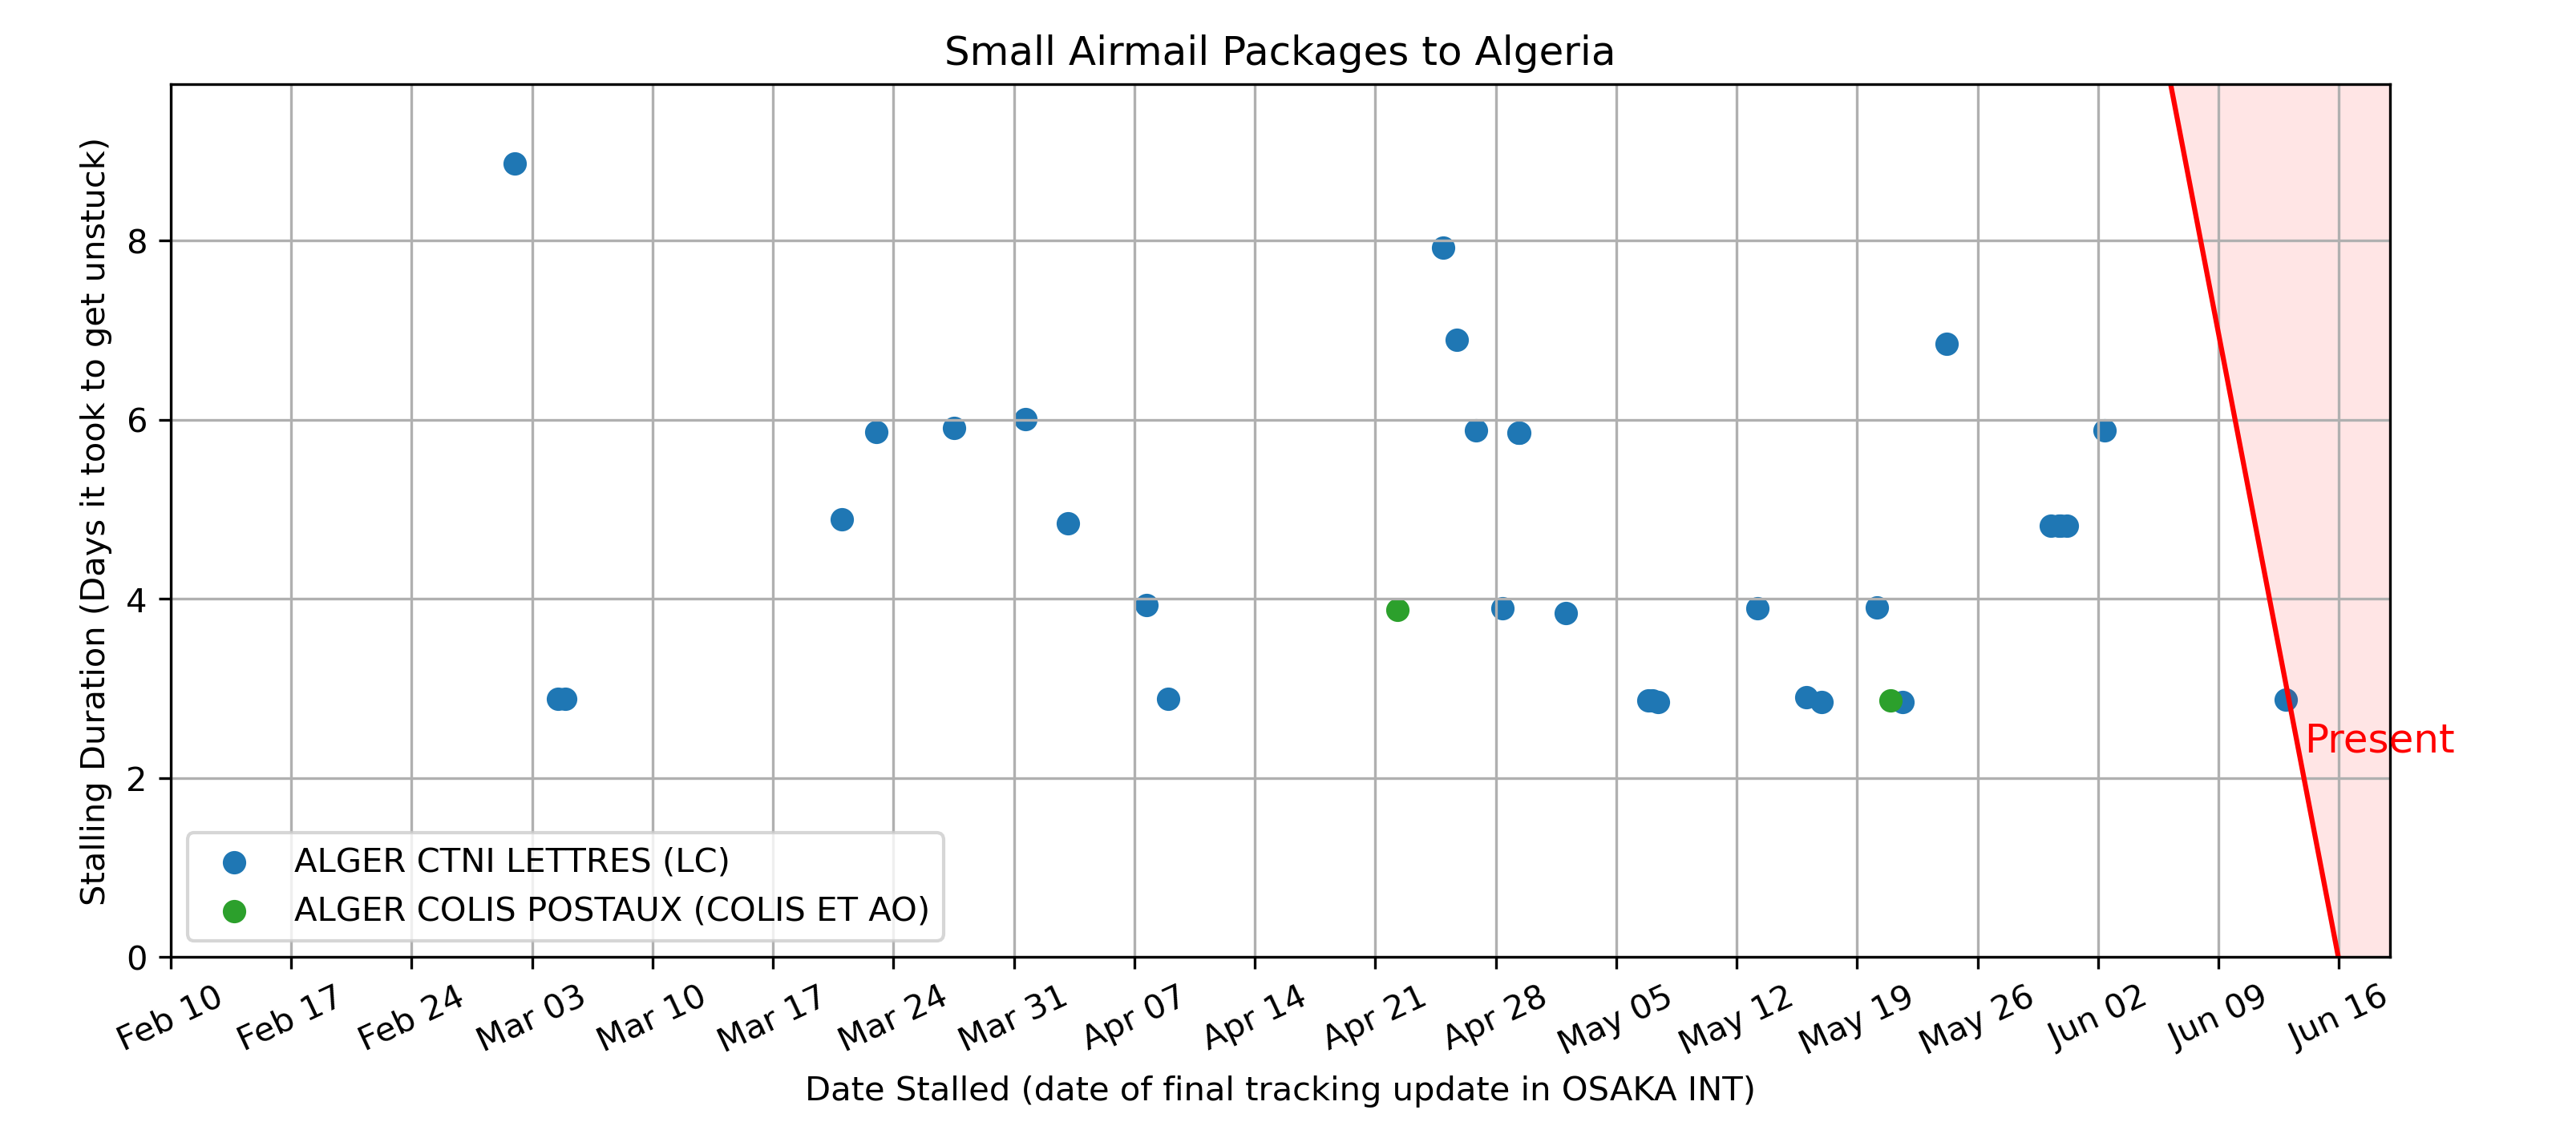 Small Airmail Packages to Algeria
Stalling Duration (Days it took to get unstuck)
8
6
4
2
0
Present
ALGER CTNI LETTRES (LC)
ALGER COLIS POSTAUX (COLIS ET AO)
Feb 10
Feb 17
Feb 24
Mar 03
Mar 10
Mar 17
Mar 24
Mar 31
Apr 07
Apr 14
Apr 21
Apr 28
May 05
May 12
May 19
May 26
Jun 02
Jun 09
Jun 16
Date Stalled (date of final tracking update in OSAKA INT)